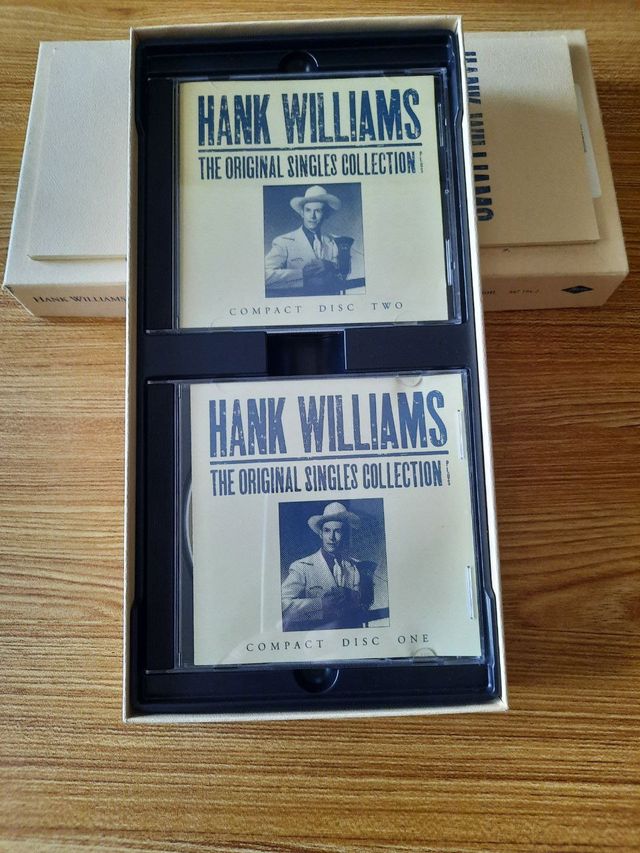 HANK WILLIAMS
THE ORIGINAL SINGLES COLLECTION
COMPACT DISC TWO
HANK WILLIAMS
HANK WILLIAMS
HANK WILLIAMS
THE ORIGINAL SINGLES COLLECTION
COMPACT DISC ONE